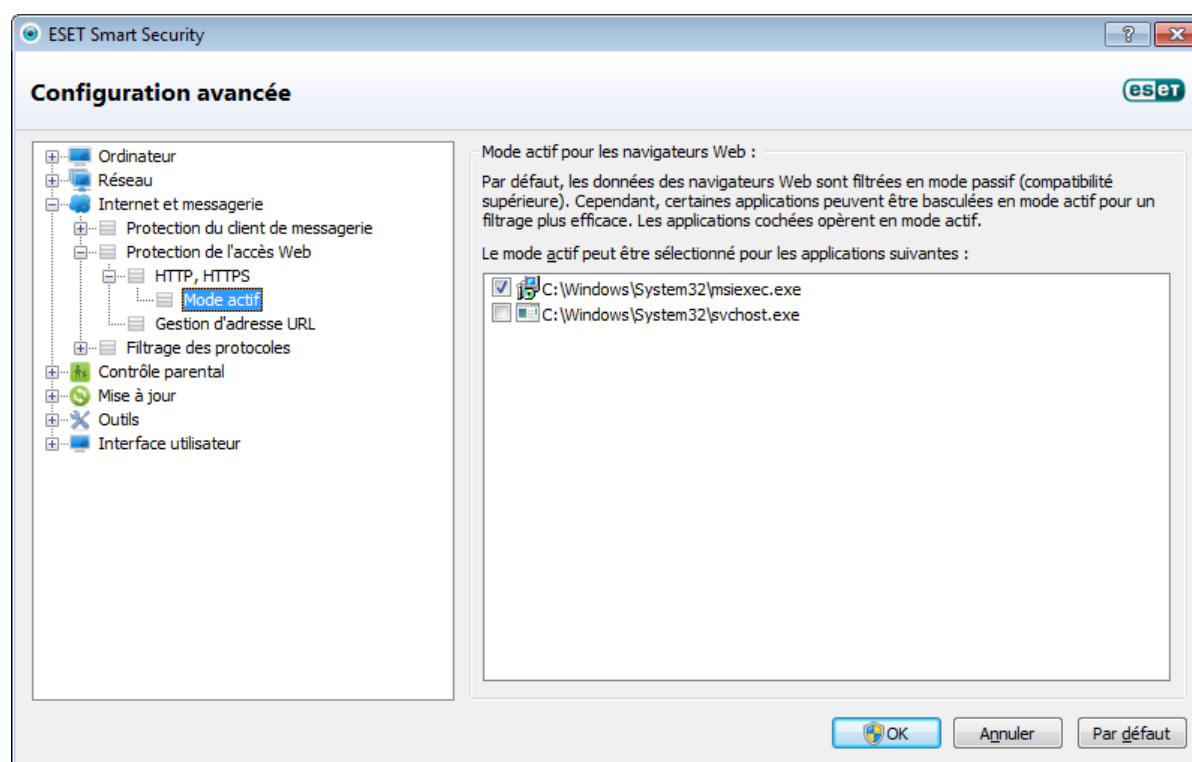 ESET Smart Security
?
Configuration avancée
eset
Ordinateur
Réseau
Internet et messagerie
Protection du client de messagerie
Protection de l'accès Web
HTTP, HTTPS
Mode actif
Gestion d'adresse URL
Filtrage des protocoles
Contrôle parental
Mise à jour
Outils
Interface utilisateur
Mode actif pour les navigateurs Web :
Par défaut, les données des navigateurs Web sont filtrées en mode passif (compatibilité
supérieure). Cependant, certaines applications peuvent être basculées en mode actif pour un
filtrage plus efficace. Les applications cochées opèrent en mode actif.
Le mode actif peut être sélectionné pour les applications suivantes :
C:\Windows\System32\msiexec.exe
C:\Windows\System32\svchost.exe
OK
Annuler
Par défaut